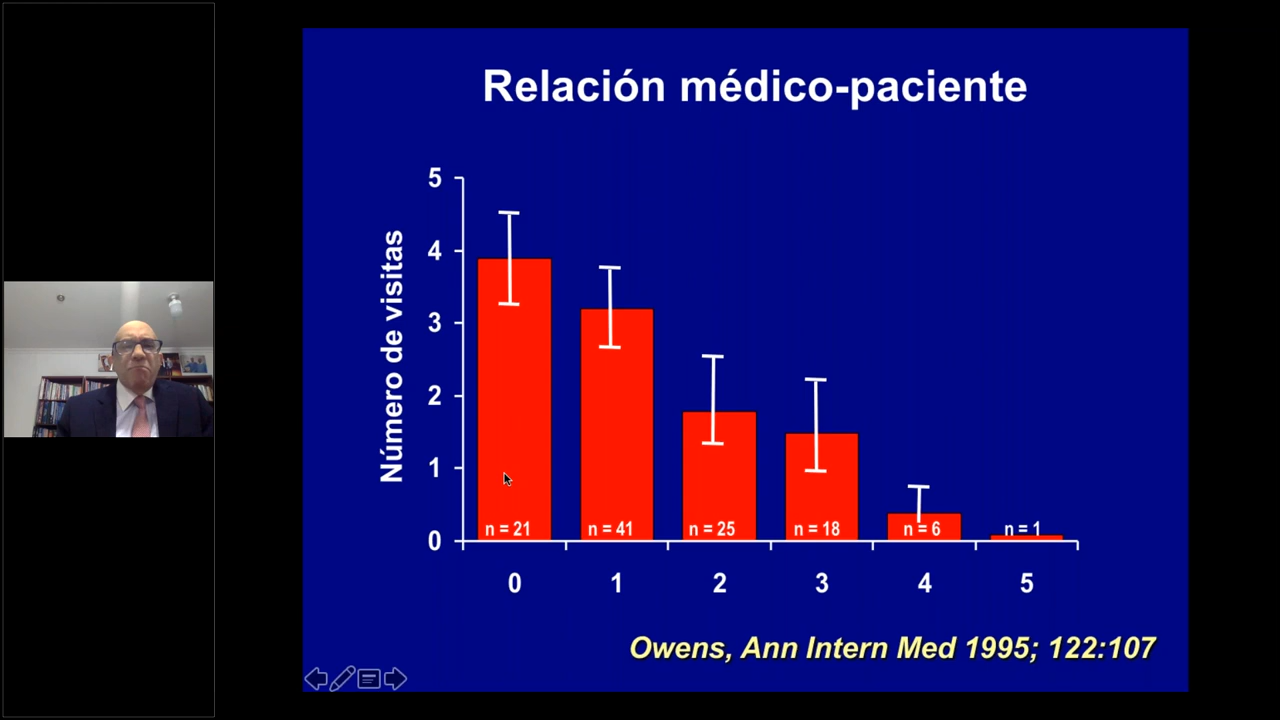 Relación médico-paciente
Número de visitas
5
4
3
2
1
0
n = 21
n = 41
n = 25
n = 18
n = 6
n = 1
0
1
2
3
4
5
Owens, Ann Intern Med 1995; 122:107